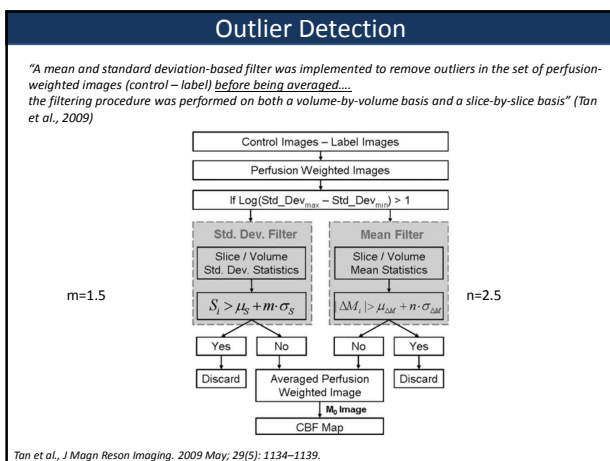 Outlier Detection
“A mean and standard deviation-based filter was implemented to remove outliers in the set of perfusion-
weighted images (control – label) before being averaged….
the filtering procedure was performed on both a volume-by-volume basis and a slice-by-slice basis” (Tan
et al., 2009)
Control Images – Label Images
Perfusion Weighted Images
If Log(Std_Dev_max – Std_Dev_min) > 1
Std. Dev. Filter
Slice / Volume
Std. Dev. Statistics
S_i > μ_S + m·σ_S
Mean Filter
Slice / Volume
Mean Statistics
|ΔM_i| > μ_ΔM + n·σ_ΔM
m=1.5
n=2.5
Yes
No
No
Yes
Discard
Averaged Perfusion
Weighted Image
Discard
M₀ Image
CBF Map
Tan et al., J Magn Reson Imaging. 2009 May; 29(5): 1134–1139.